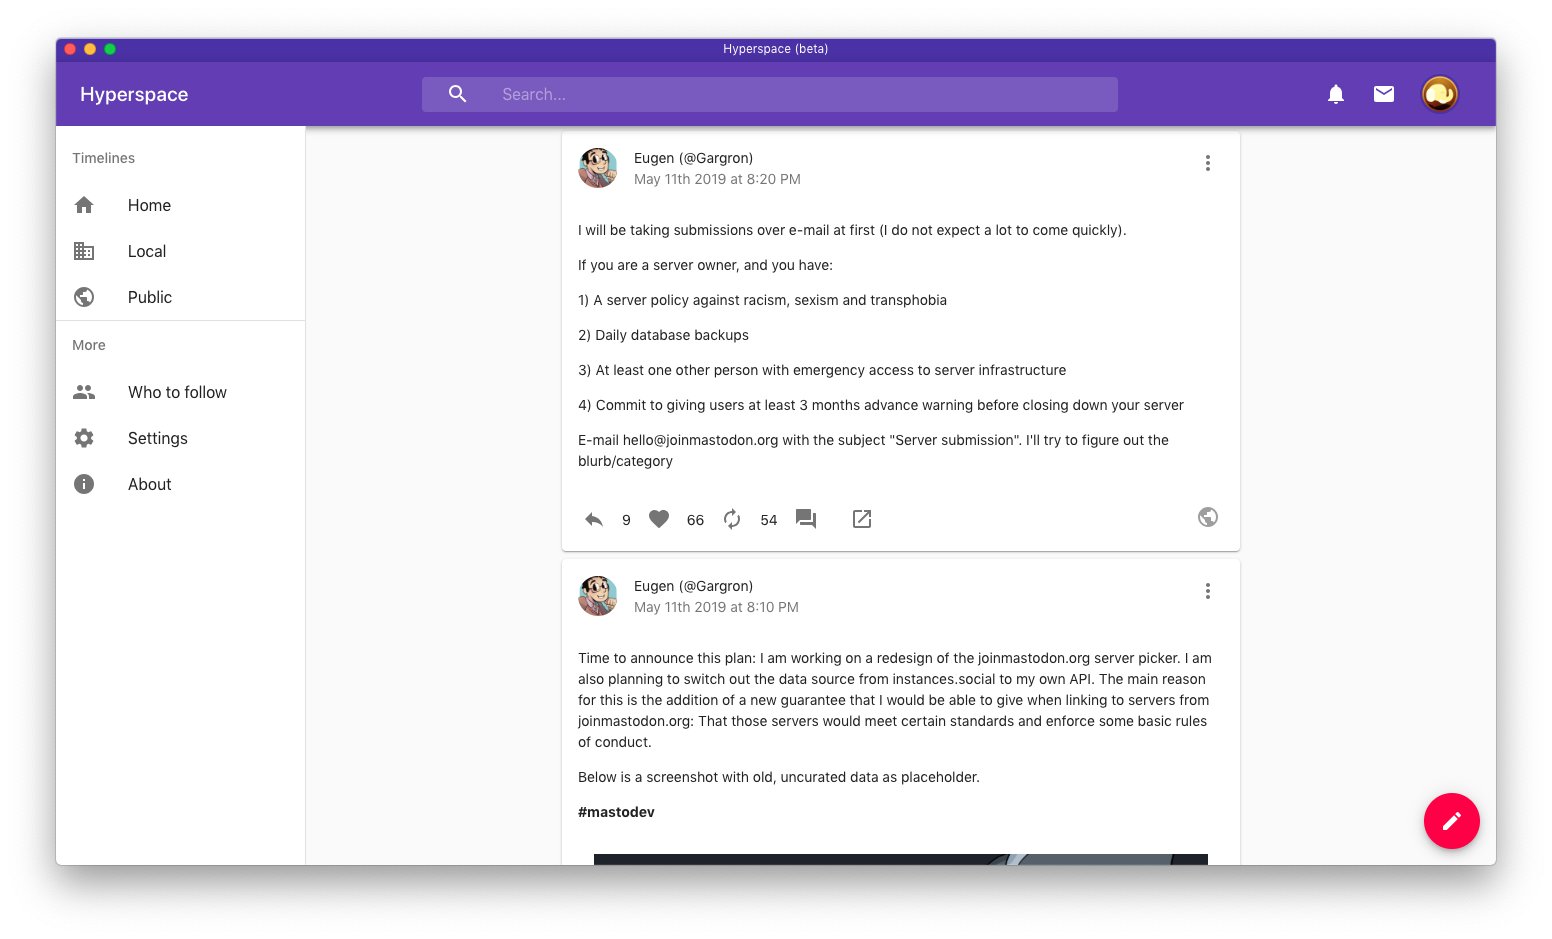 Hyperspace (beta)
Hyperspace
Search...
Timelines
Home
Local
Public
More
Who to follow
Settings
About
Eugen (@Gargron)
May 11th 2019 at 8:20 PM
I will be taking submissions over e-mail at first (I do not expect a lot to come quickly).
If you are a server owner, and you have:
1) A server policy against racism, sexism and transphobia
2) Daily database backups
3) At least one other person with emergency access to server infrastructure
4) Commit to giving users at least 3 months advance warning before closing down your server
E-mail hello@joinmastodon.org with the subject "Server submission". I'll try to figure out the
blurb/category
9 66 54
Eugen (@Gargron)
May 11th 2019 at 8:10 PM
Time to announce this plan: I am working on a redesign of the joinmastodon.org server picker. I am
also planning to switch out the data source from instances.social to my own API. The main reason
for this is the addition of a new guarantee that I would be able to give when linking to servers from
joinmastodon.org: That those servers would meet certain standards and enforce some basic rules
of conduct.
Below is a screenshot with old, uncurated data as placeholder.
#mastodev